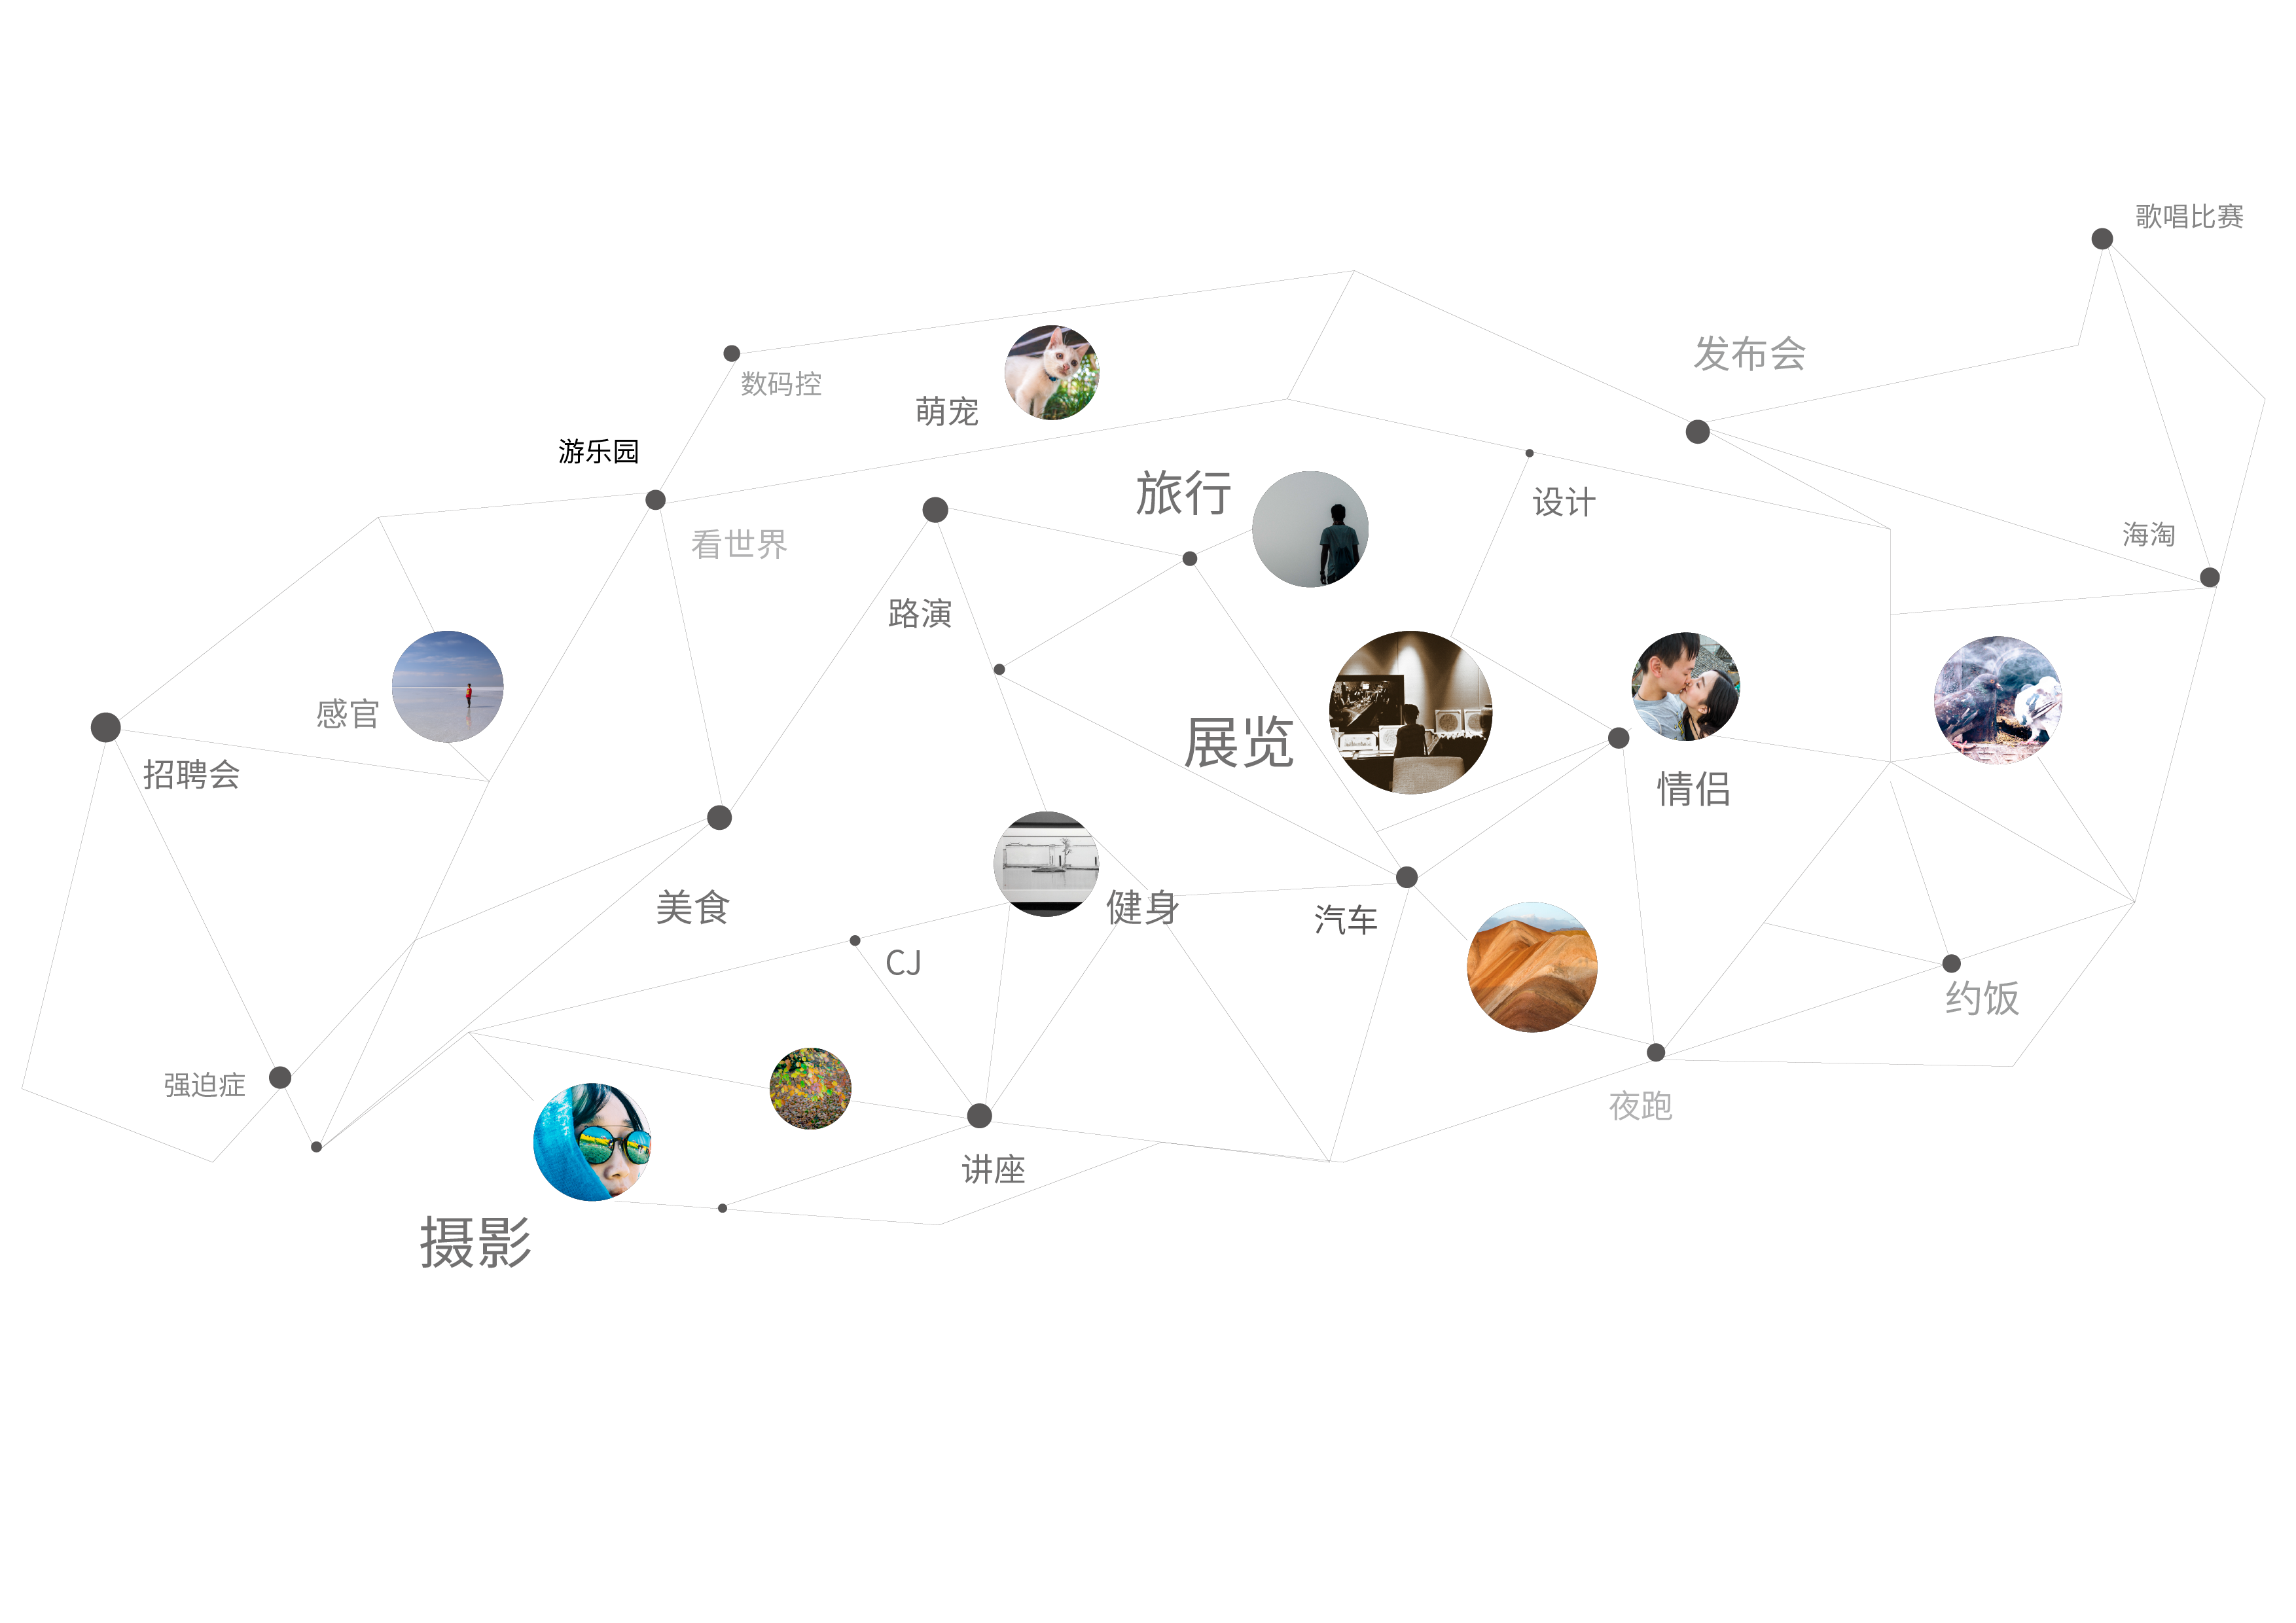 歌唱比赛
发布会
数码控
萌宠
游乐园
旅行
设计
海淘
看世界
路演
感官
展览
招聘会
情侣
美食
健身
汽车
CJ
约饭
强迫症
夜跑
讲座
摄影